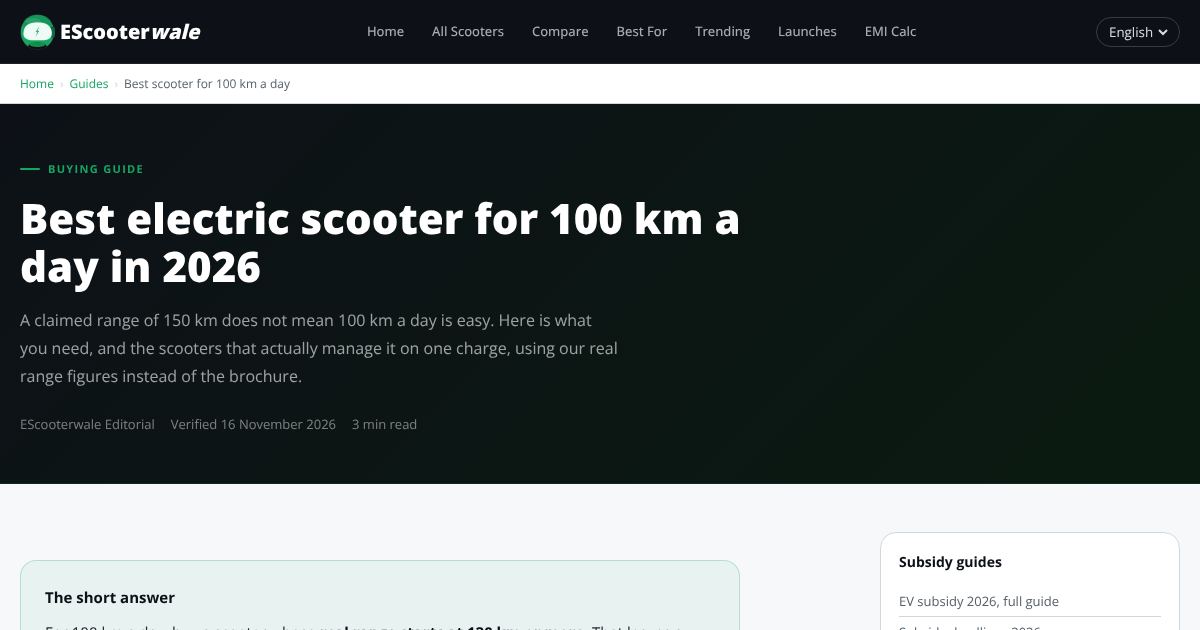 EScooterwale
Home All Scooters Compare Best For Trending Launches EMI Calc
English
Home › Guides › Best scooter for 100 km a day
BUYING GUIDE
Best electric scooter for 100 km a
day in 2026
A claimed range of 150 km does not mean 100 km a day is easy. Here is what
you need, and the scooters that actually manage it on one charge, using our real
range figures instead of the brochure.
EScooterwale Editorial Verified 16 November 2026 3 min read
The short answer
Subsidy guides
EV subsidy 2026, full guide